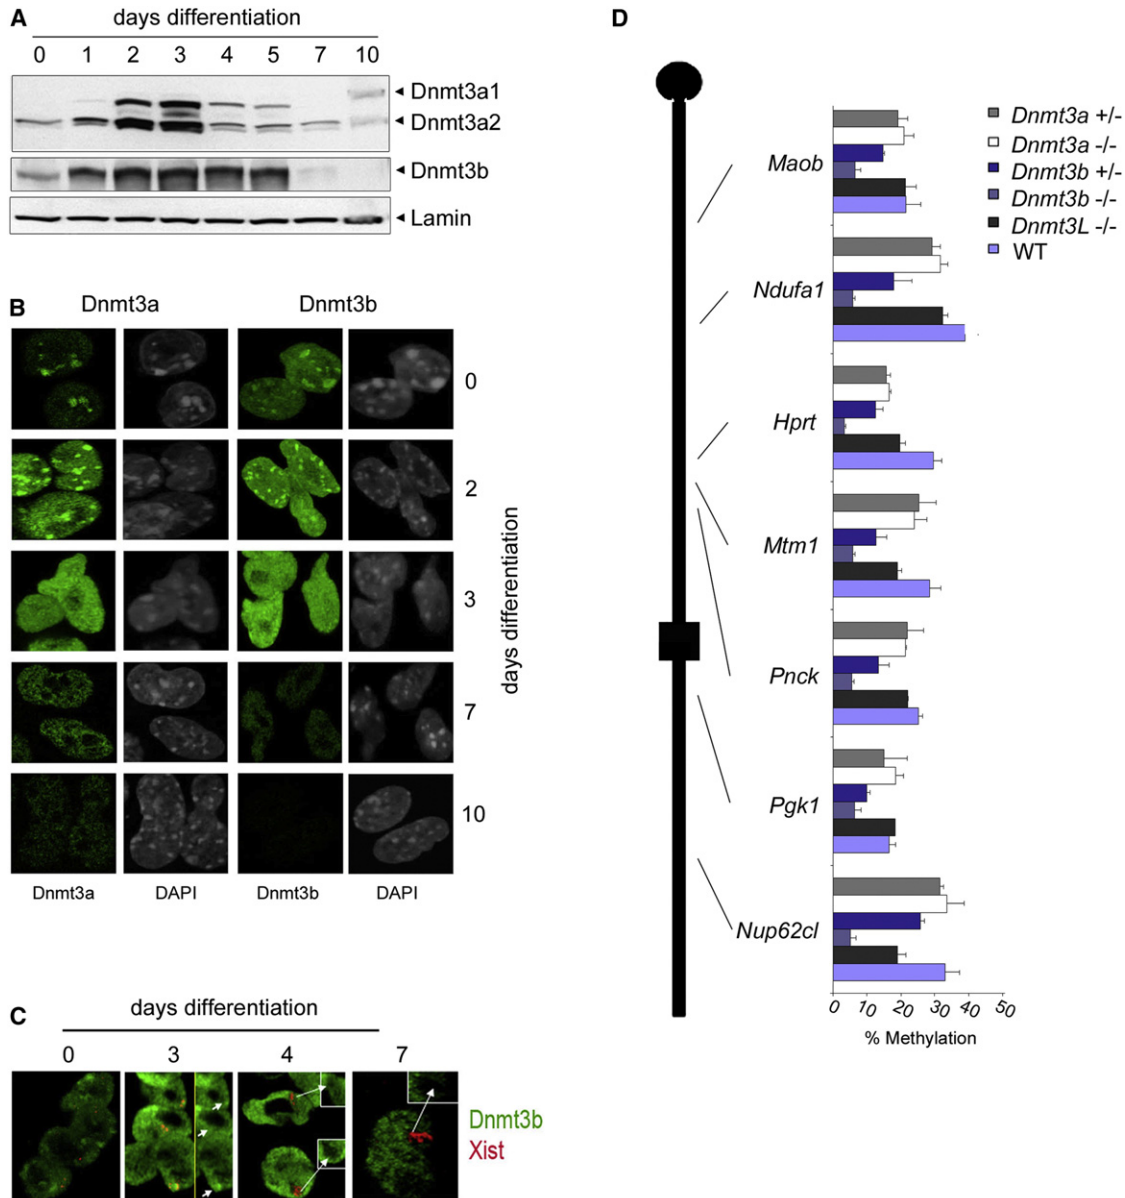 A
days differentiation
0 1 2 3 4 5 7 10
Dnmt3a1
Dnmt3a2
Dnmt3b
Lamin
B
Dnmt3a Dnmt3b
0
2
3
7
10
days differentiation
Dnmt3a DAPI Dnmt3b DAPI
C
days differentiation
0 3 4 7
Dnmt3b
Xist
D
Maob
Ndufa1
Hprt
Mtm1
Pnck
Pgk1
Nup62cl
0 10 20 30 40 50
% Methylation
Dnmt3a +/-
Dnmt3a -/-
Dnmt3b +/-
Dnmt3b -/-
Dnmt3L -/-
WT